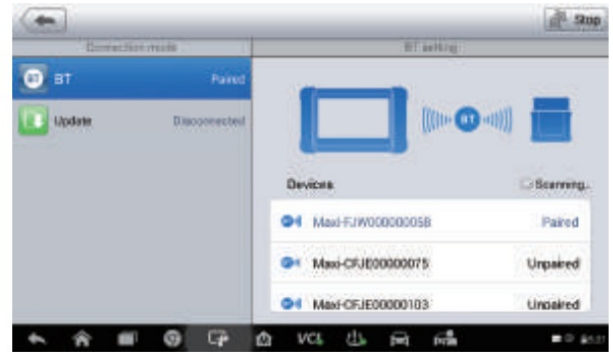 Stop
Connection mode
BT setting
BT Paired
Update Disconnected
BT
Devices Scanning..
Maxi-FJW000000058 Paired
Maxi-CFJE00000075 Unpaired
Maxi-CFJE00000103 Unpaired
VCI